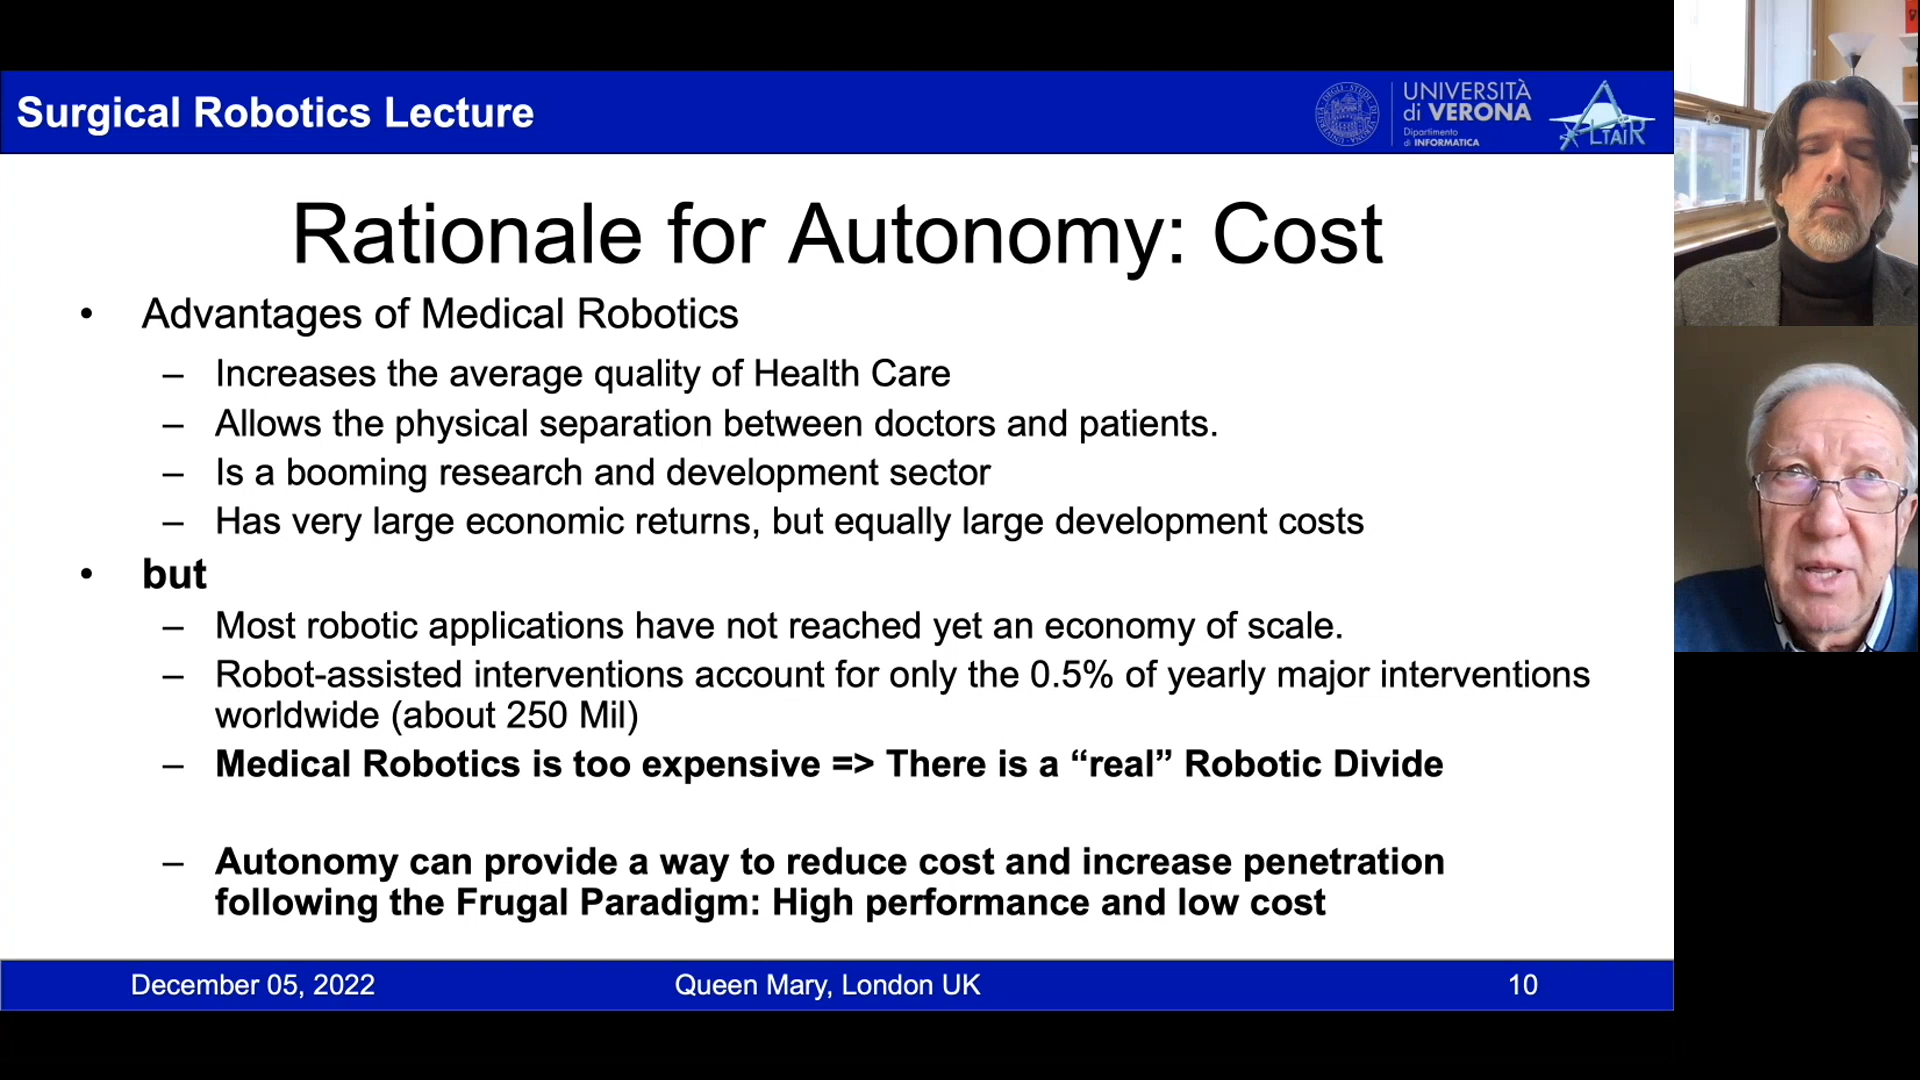 Surgical Robotics Lecture
UNIVERSITÀ
di VERONA
Dipartimento
di INFORMATICA
ALTAIR
Rationale for Autonomy: Cost
• Advantages of Medical Robotics
– Increases the average quality of Health Care
– Allows the physical separation between doctors and patients.
– Is a booming research and development sector
– Has very large economic returns, but equally large development costs
• but
– Most robotic applications have not reached yet an economy of scale.
– Robot-assisted interventions account for only the 0.5% of yearly major interventions
worldwide (about 250 Mil)
– Medical Robotics is too expensive => There is a “real” Robotic Divide
– Autonomy can provide a way to reduce cost and increase penetration
following the Frugal Paradigm: High performance and low cost
December 05, 2022
Queen Mary, London UK
10